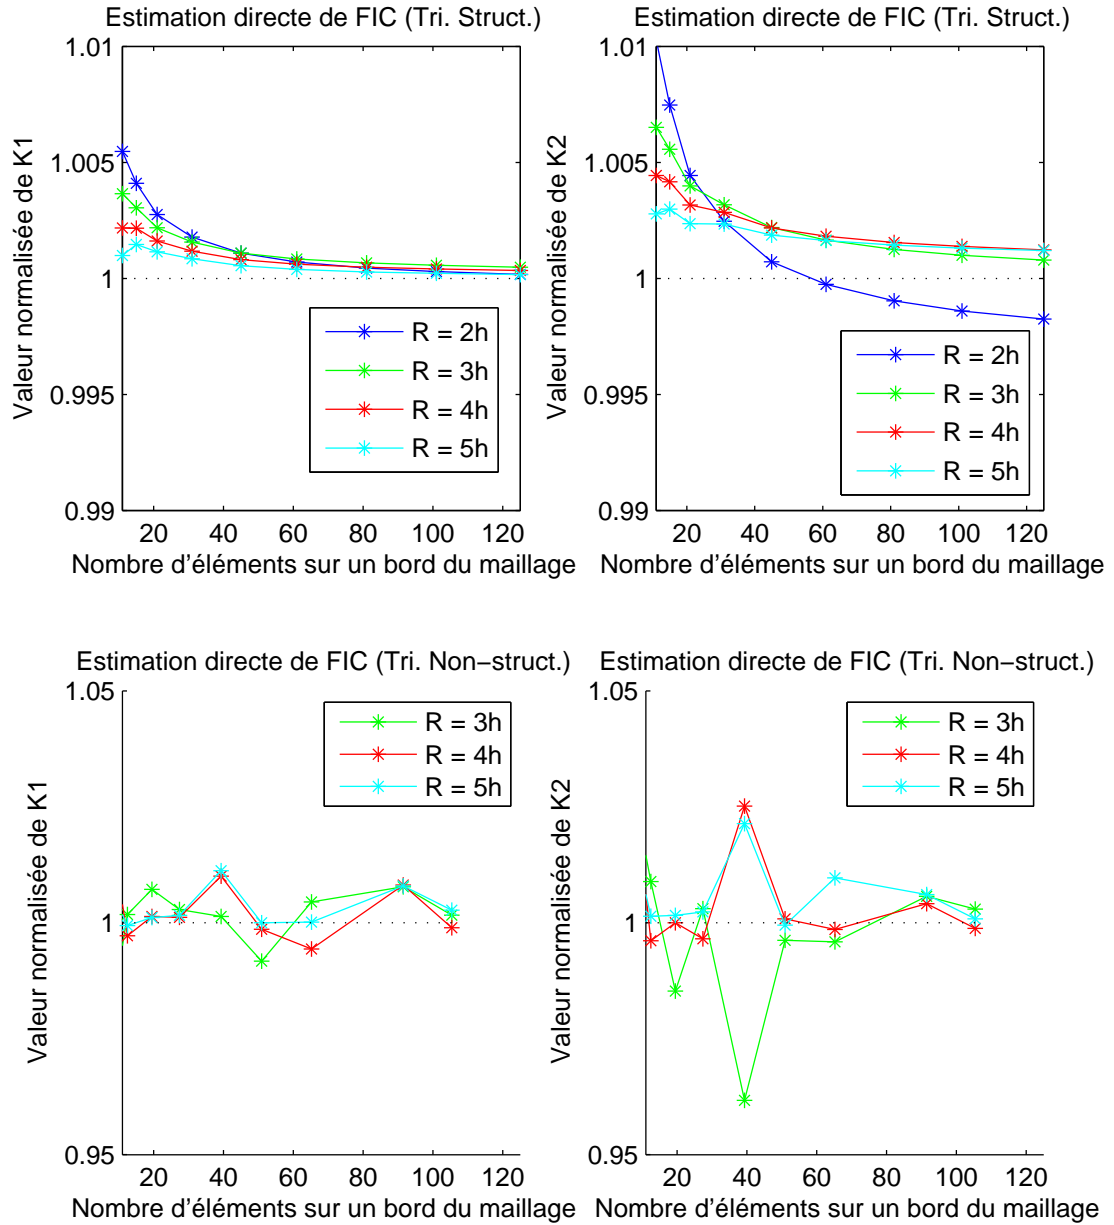 Estimation directe de FIC (Tri. Struct.)
1.01
1.005
1
0.995
0.99
Valeur normalisée de K1
R = 2h
R = 3h
R = 4h
R = 5h
20 40 60 80 100 120
Nombre d'éléments sur un bord du maillage
Estimation directe de FIC (Tri. Struct.)
1.01
1.005
1
0.995
0.99
Valeur normalisée de K2
R = 2h
R = 3h
R = 4h
R = 5h
20 40 60 80 100 120
Nombre d'éléments sur un bord du maillage
Estimation directe de FIC (Tri. Non−struct.)
1.05
1
0.95
Valeur normalisée de K1
R = 3h
R = 4h
R = 5h
20 40 60 80 100 120
Nombre d'éléments sur un bord du maillage
Estimation directe de FIC (Tri. Non−struct.)
1.05
1
0.95
Valeur normalisée de K2
R = 3h
R = 4h
R = 5h
20 40 60 80 100 120
Nombre d'éléments sur un bord du maillage